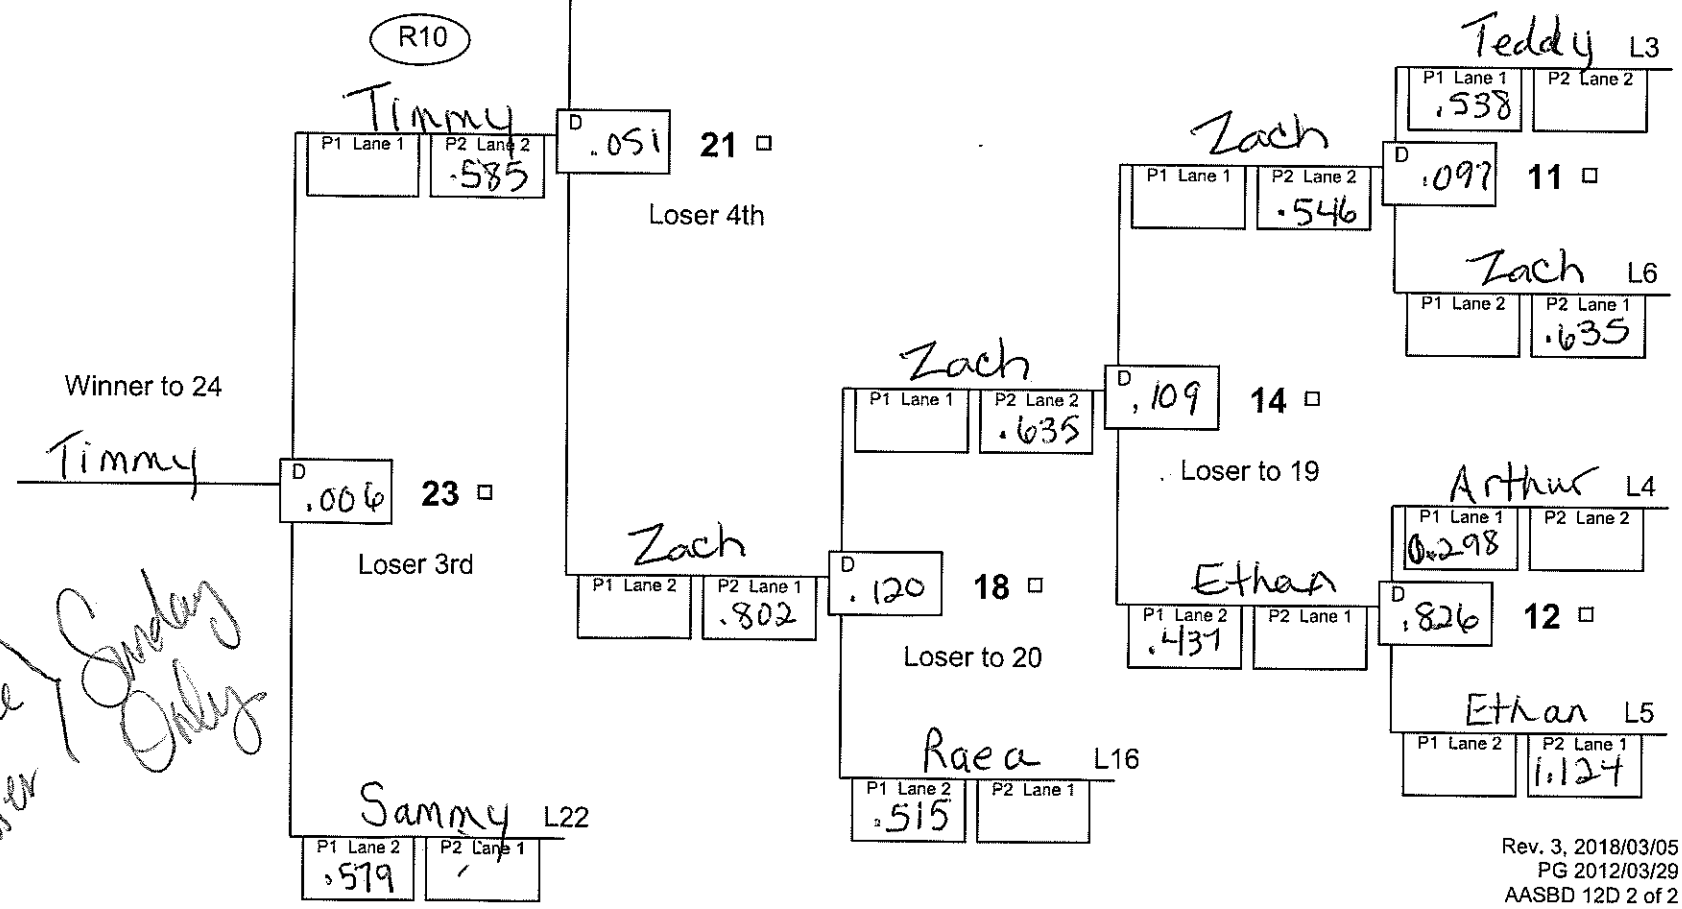 R10
Timmy
P1 Lane 1 P2 Lane 2
.585
D .051 21
Loser 4th
Teddy L3
P1 Lane 1 P2 Lane 2
.538
Zach
P1 Lane 1 P2 Lane 2
.546
D .097 11
Zach L6
P1 Lane 2 P2 Lane 1
.635
Zach
P1 Lane 1 P2 Lane 2
.635
D .109 14
Loser to 19
Winner to 24
Timmy
D .006 23
Loser 3rd
Arthur L4
P1 Lane 1 P2 Lane 2
0.298
Zach
P1 Lane 2 P2 Lane 1
.802
D .120 18
Loser to 20
Ethan
P1 Lane 2 P2 Lane 1
.437
D .826 12
Ethan L5
P1 Lane 2 P2 Lane 1
1.124
Sunday
Only
Raea L16
P1 Lane 2 P2 Lane 1
.515
Sammy L22
P1 Lane 2 P2 Lane 1
.579
Rev. 3, 2018/03/05
PG 2012/03/29
AASBD 12D 2 of 2